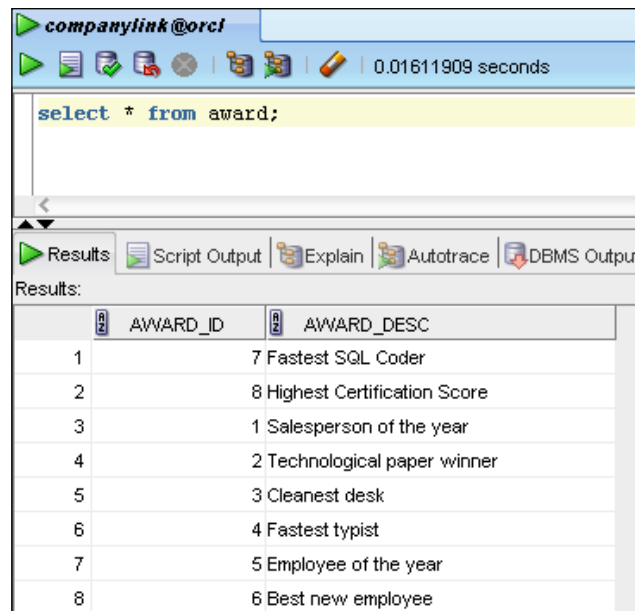 companylink@orcl
0.01611909 seconds
select * from award;
Results Script Output Explain Autotrace DBMS Outpu
Results:
AWARD_ID AWARD_DESC
1 7 Fastest SQL Coder
2 8 Highest Certification Score
3 1 Salesperson of the year
4 2 Technological paper winner
5 3 Cleanest desk
6 4 Fastest typist
7 5 Employee of the year
8 6 Best new employee